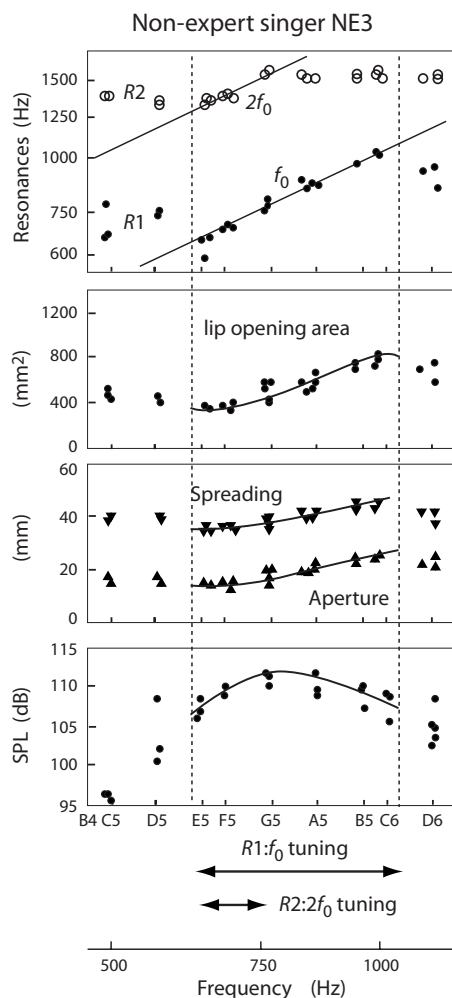 Non-expert singer NE3
Resonances (Hz)
1500
1250
1000
750
600
R2
2f₀
R1
f₀
(mm²)
1200
800
400
0
lip opening area
(mm)
60
40
20
0
Spreading
Aperture
SPL (dB)
115
110
105
100
95
B4 C5 D5 E5 F5 G5 A5 B5 C6 D6
R1:f₀ tuning
R2:2f₀ tuning
500 750 1000
Frequency (Hz)